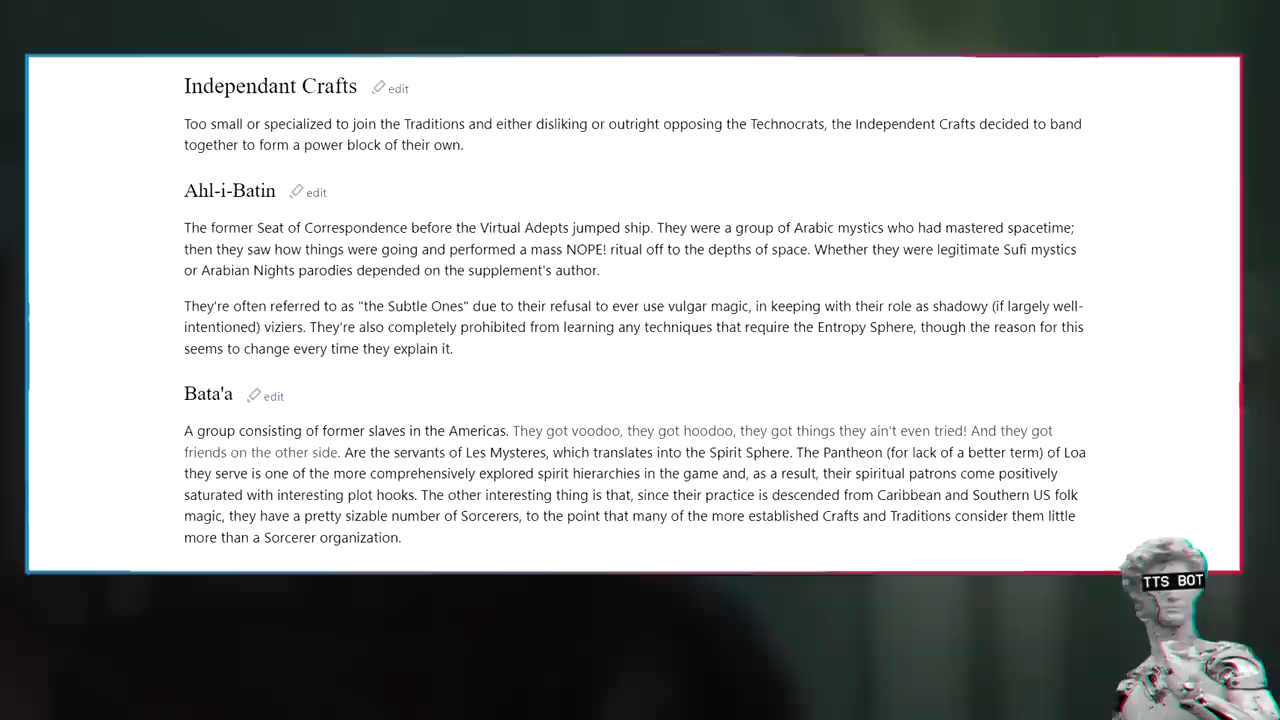 Independant Crafts edit
Too small or specialized to join the Traditions and either disliking or outright opposing the Technocrats, the Independent Crafts decided to band
together to form a power block of their own.
Ahl-i-Batin edit
The former Seat of Correspondence before the Virtual Adepts jumped ship. They were a group of Arabic mystics who had mastered spacetime;
then they saw how things were going and performed a mass NOPE! ritual off to the depths of space. Whether they were legitimate Sufi mystics
or Arabian Nights parodies depended on the supplement's author.
They're often referred to as "the Subtle Ones" due to their refusal to ever use vulgar magic, in keeping with their role as shadowy (if largely well-
intentioned) viziers. They're also completely prohibited from learning any techniques that require the Entropy Sphere, though the reason for this
seems to change every time they explain it.
Bata'a edit
A group consisting of former slaves in the Americas. They got voodoo, they got hoodoo, they got things they ain't even tried! And they got
friends on the other side. Are the servants of Les Mysteres, which translates into the Spirit Sphere. The Pantheon (for lack of a better term) of Loa
they serve is one of the more comprehensively explored spirit hierarchies in the game and, as a result, their spiritual patrons come positively
saturated with interesting plot hooks. The other interesting thing is that, since their practice is descended from Caribbean and Southern US folk
magic, they have a pretty sizable number of Sorcerers, to the point that many of the more established Crafts and Traditions consider them little
more than a Sorcerer organization.
TTS BOT